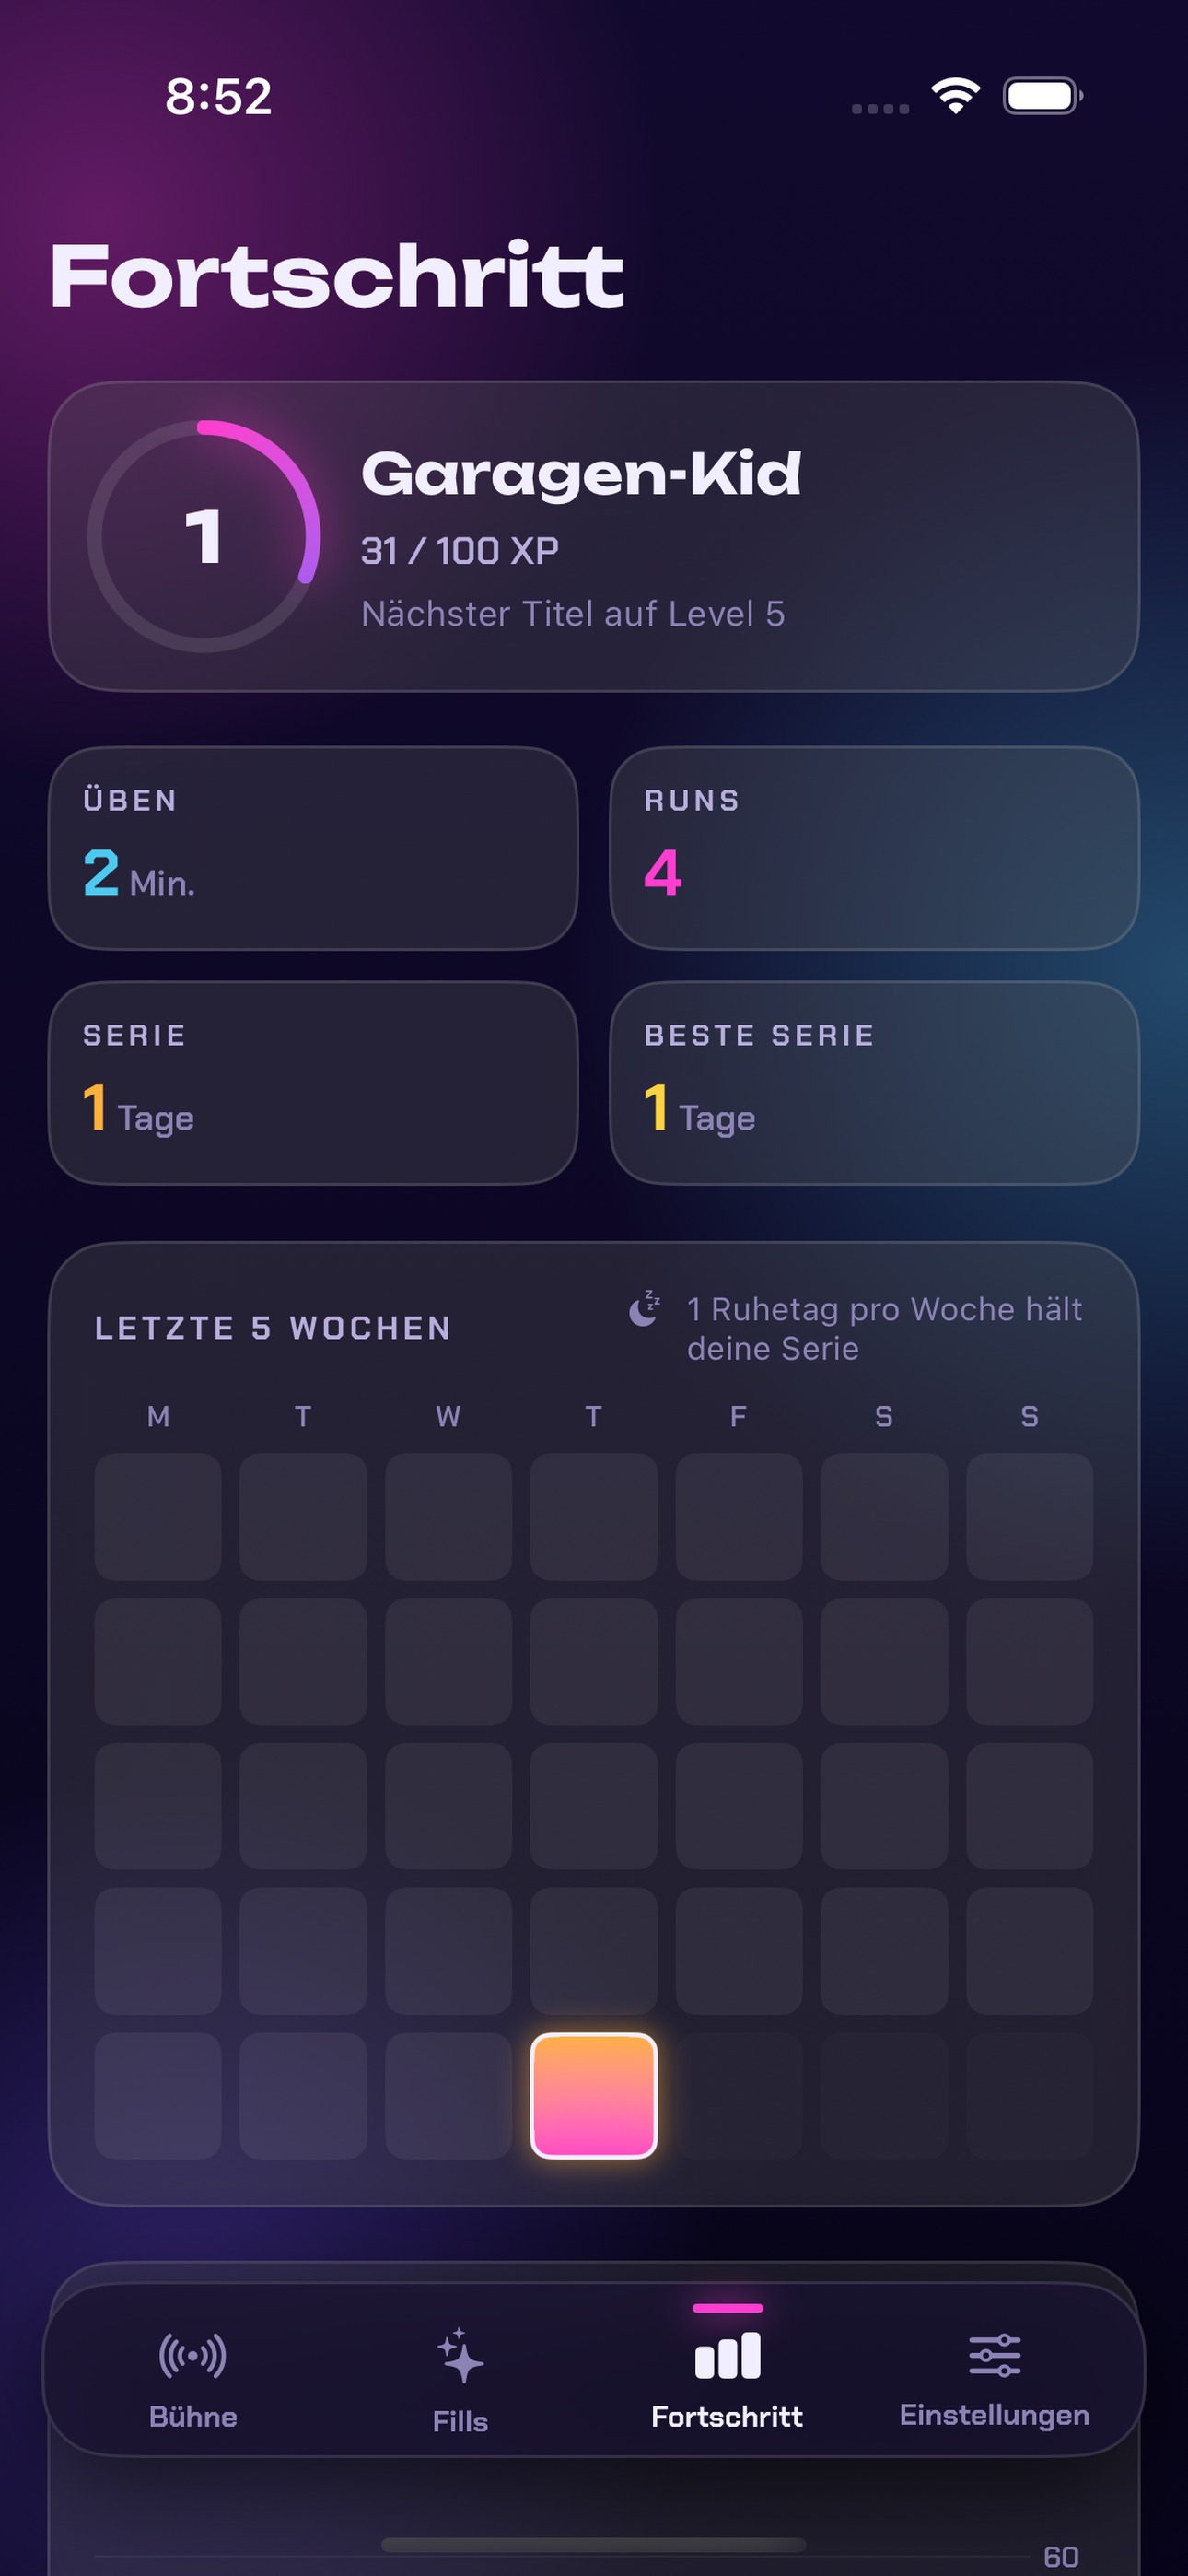 8:52
Fortschritt
1
Garagen-Kid
31 / 100 XP
Nächster Titel auf Level 5
ÜBEN
2 Min.
RUNS
4
SERIE
1 Tage
BESTE SERIE
1 Tage
LETZTE 5 WOCHEN
1 Ruhetag pro Woche hält
deine Serie
M T W T F S S
Bühne Fills Fortschritt Einstellungen
60